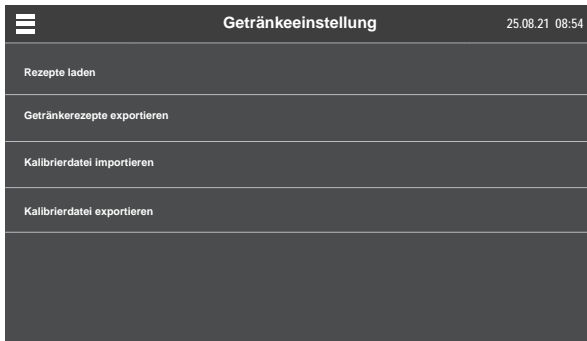 Getränkeeinstellung 25.08.21 08:54
Rezepte laden
Getränkerezepte exportieren
Kalibrierdatei importieren
Kalibrierdatei exportieren